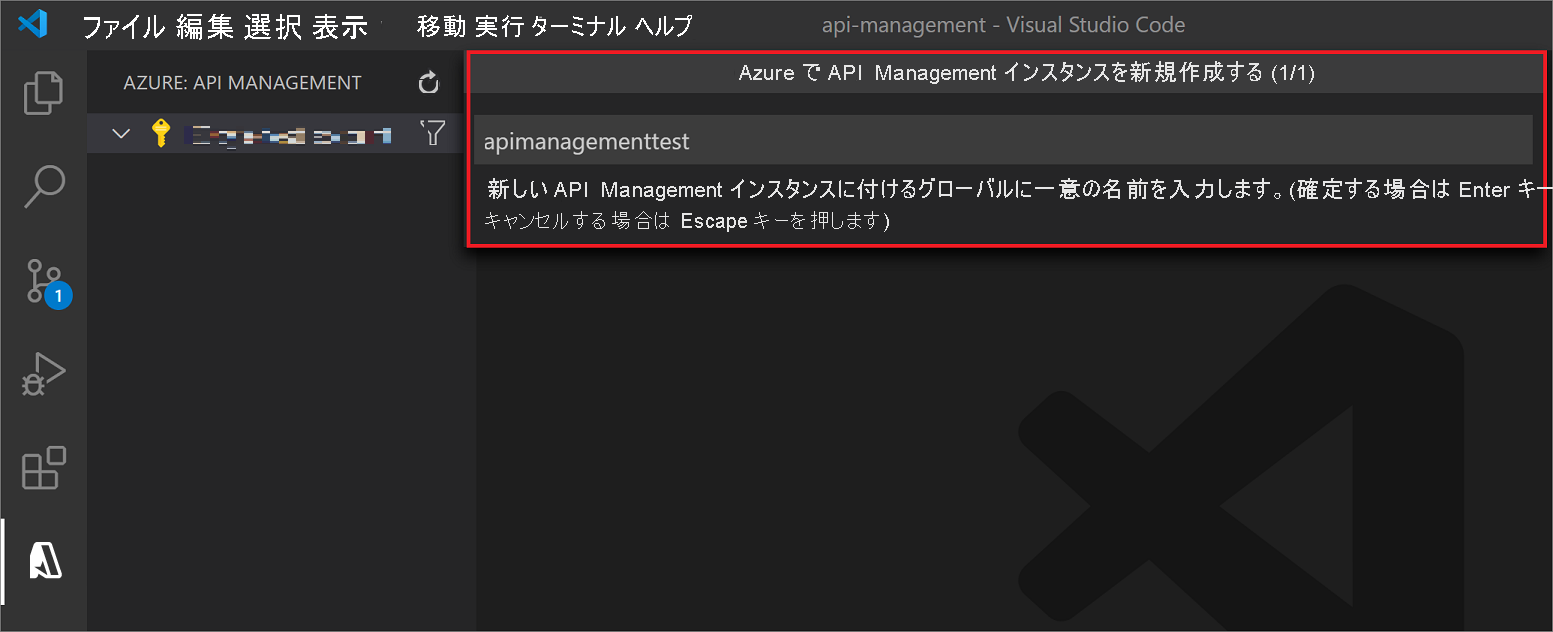 ファイル 編集 選択 表示 移動 実行 ターミナル ヘルプ api-management - Visual Studio Code
AZURE: API MANAGEMENT
Azure で API Management インスタンスを新規作成する (1/1)
apimanagementtest
新しい API Management インスタンスに付けるグローバルに一意の名前を入力します。(確定する場合は Enter キー
キャンセルする場合は Escape キーを押します)
1